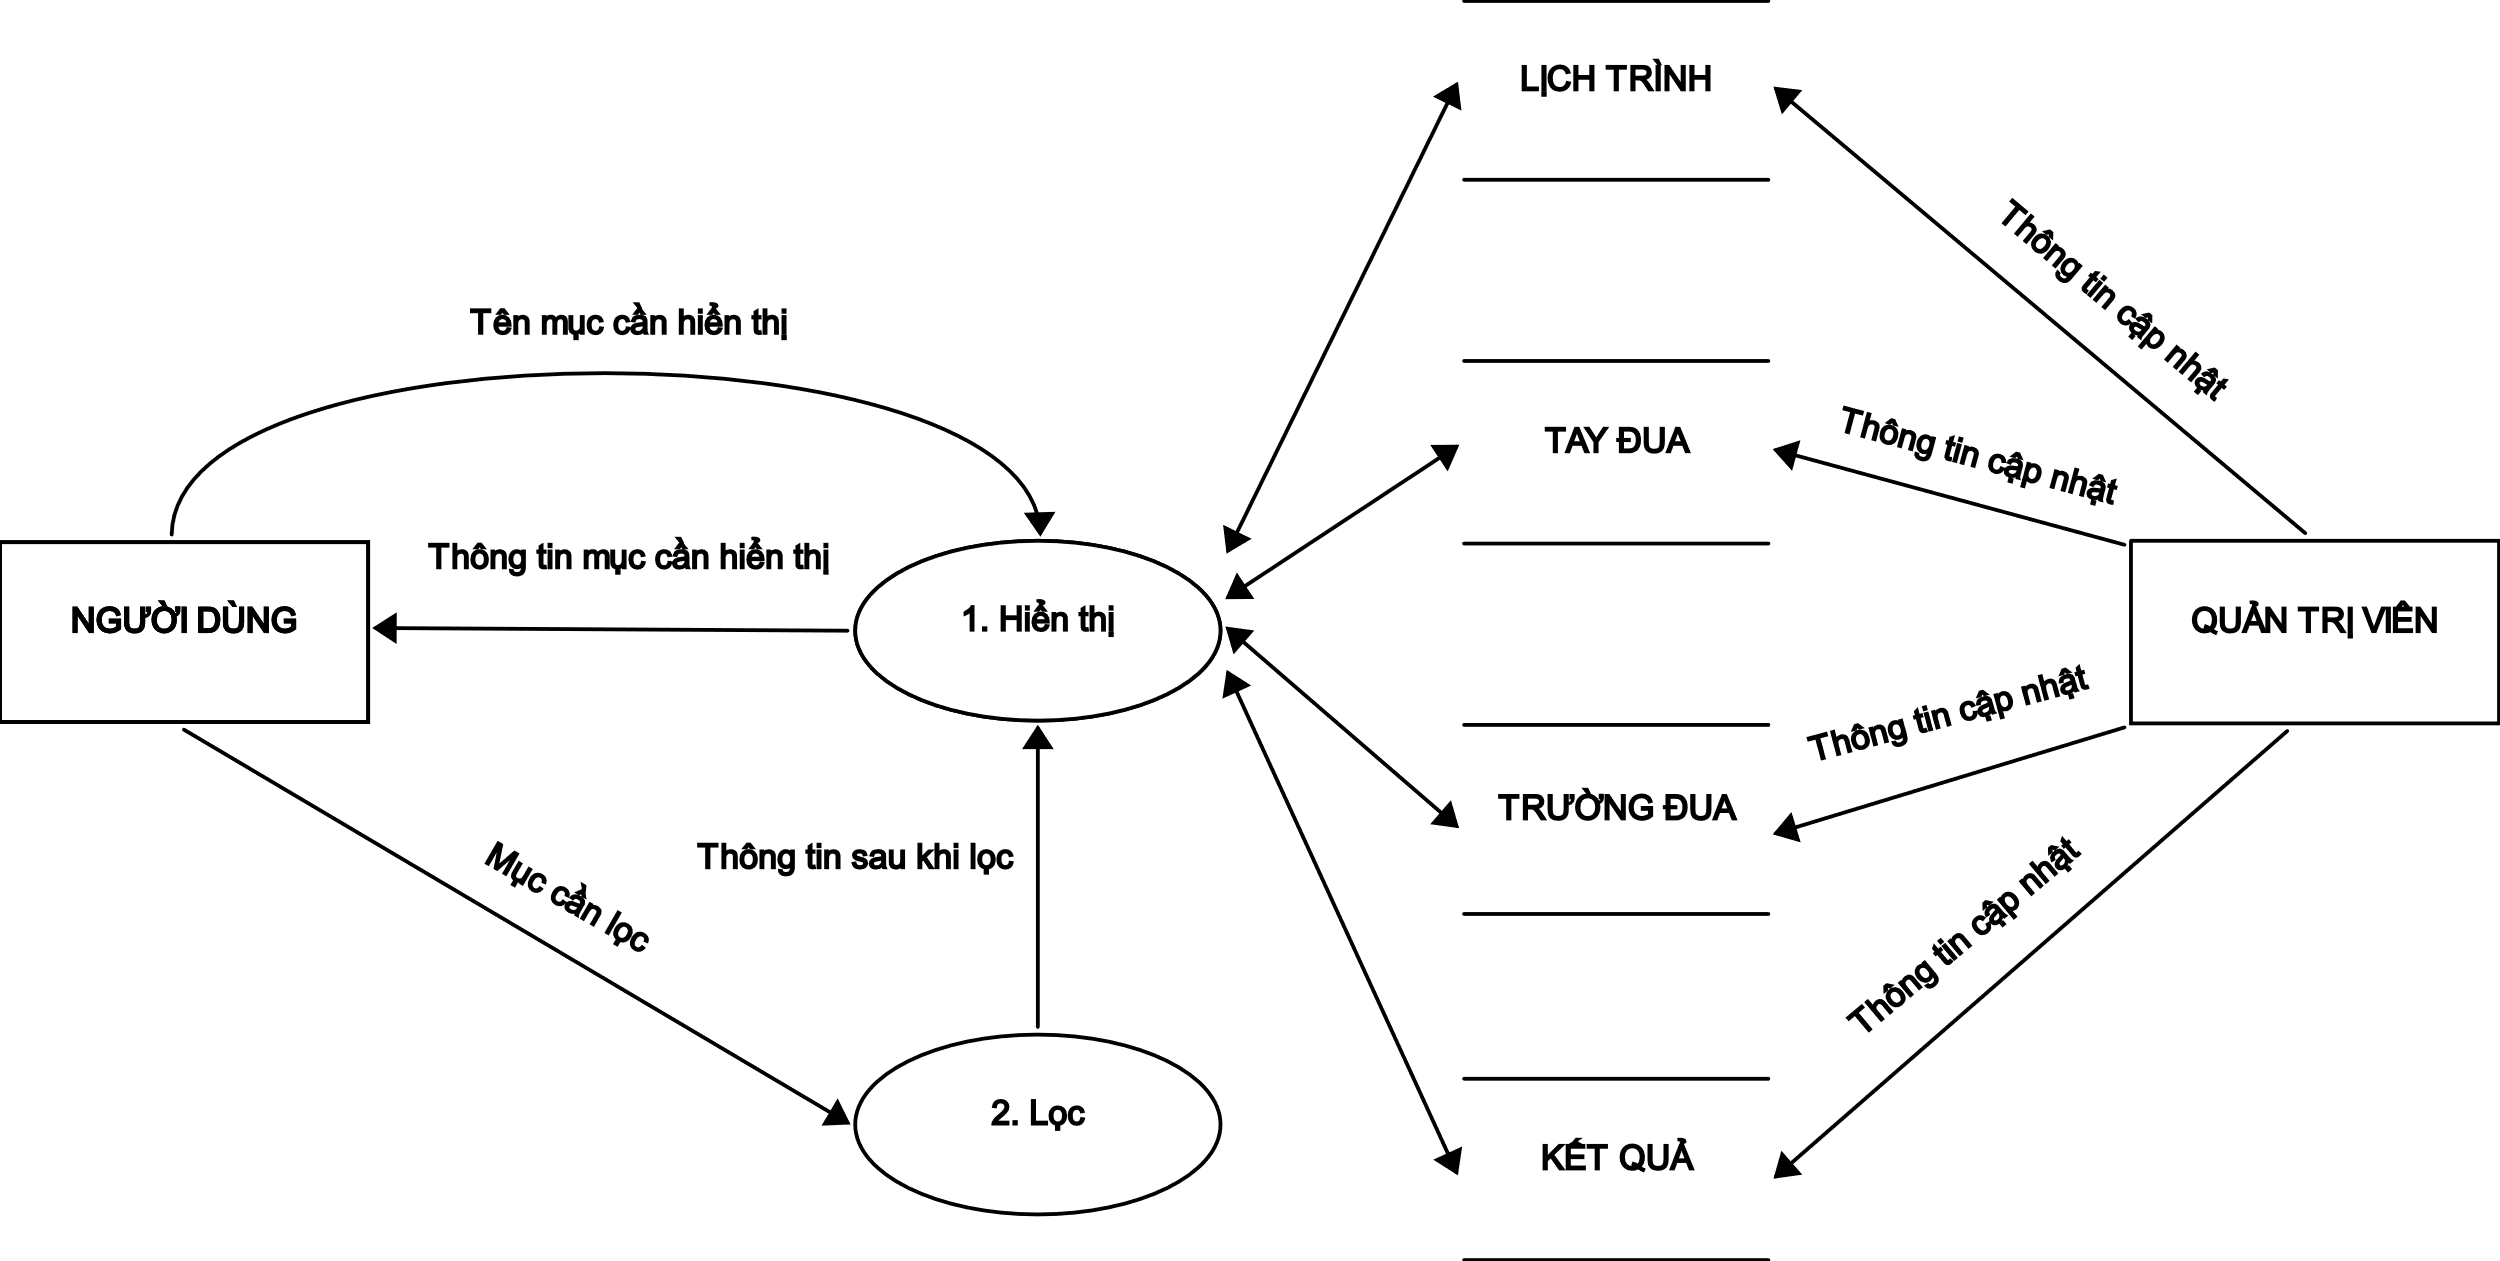 LỊCH TRÌNH
Thông tin cập nhật
Tên mục cần hiển thị
TAY ĐUA
Thông tin cập nhật
Thông tin mục cần hiển thị
NGƯỜI DÙNG
1. Hiển thị
QUẢN TRỊ VIÊN
Thông tin cập nhật
TRƯỜNG ĐUA
Mục cần lọc
Thông tin sau khi lọc
Thông tin cập nhật
2. Lọc
KẾT QUẢ